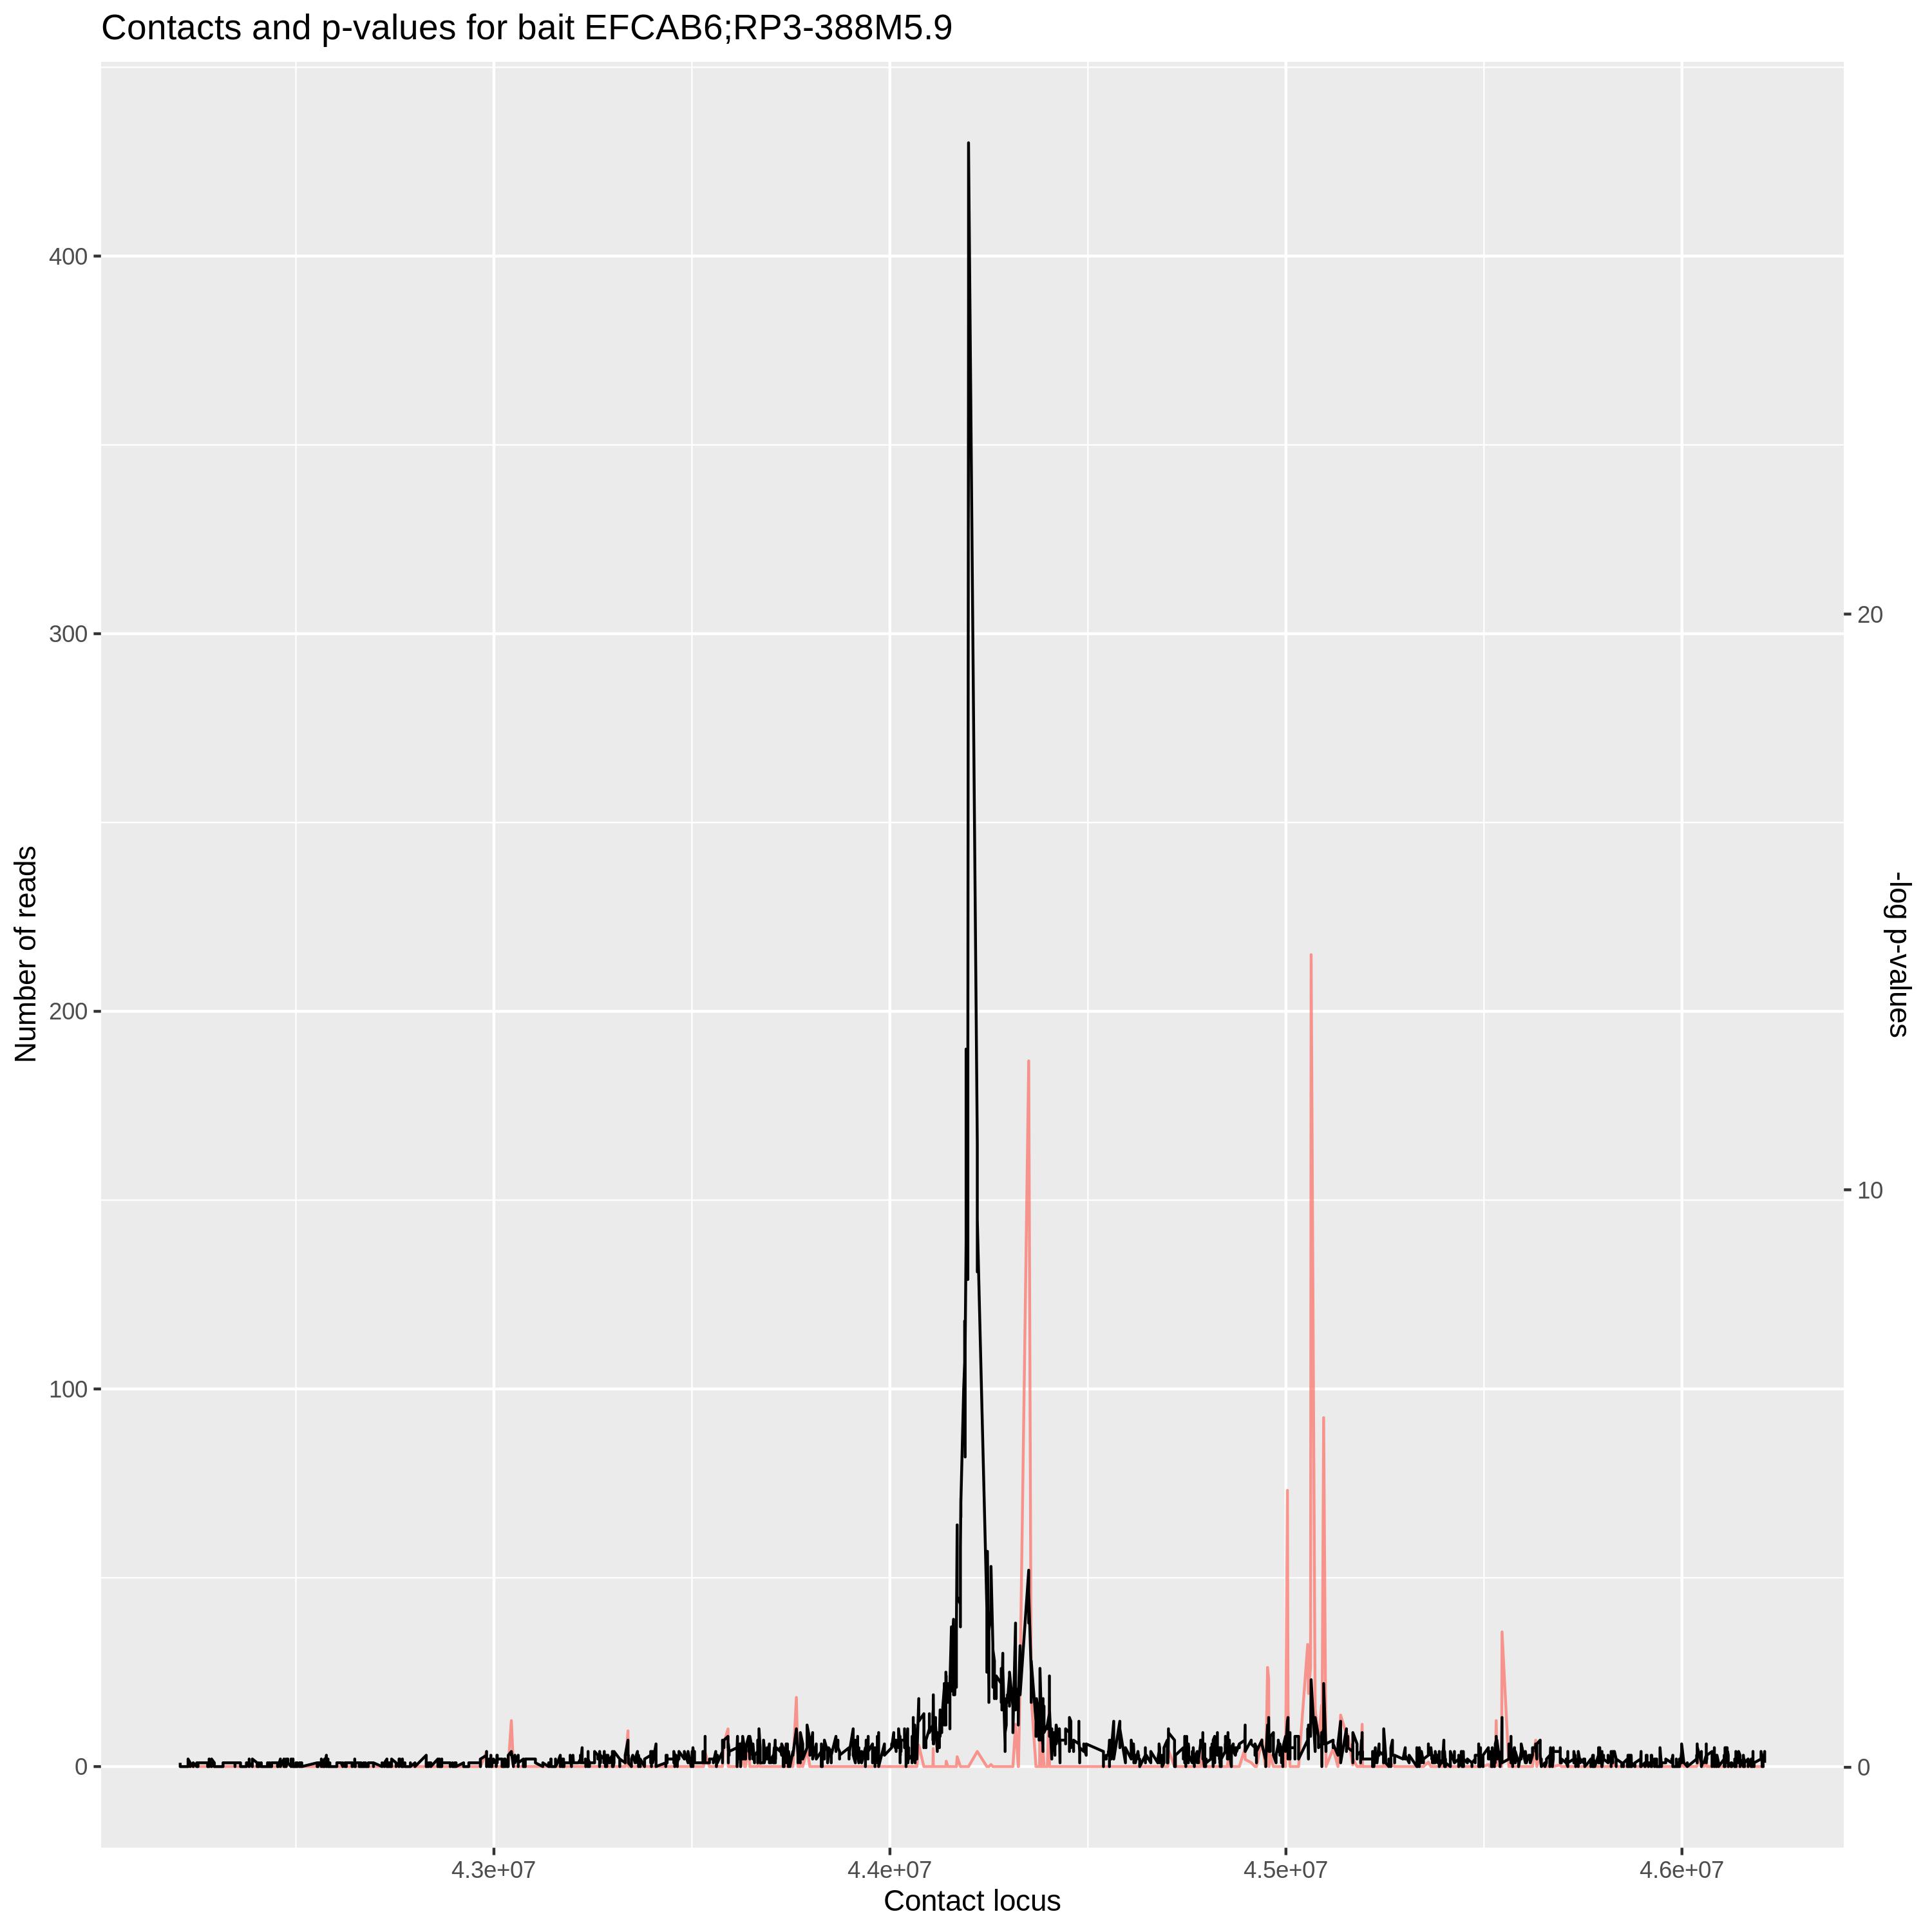 Contacts and p-values for bait EFCAB6;RP3-388M5.9
400
300
200
100
0
Number of reads
20
10
0
-log p-values
4.3e+07
4.4e+07
4.5e+07
4.6e+07
Contact locus